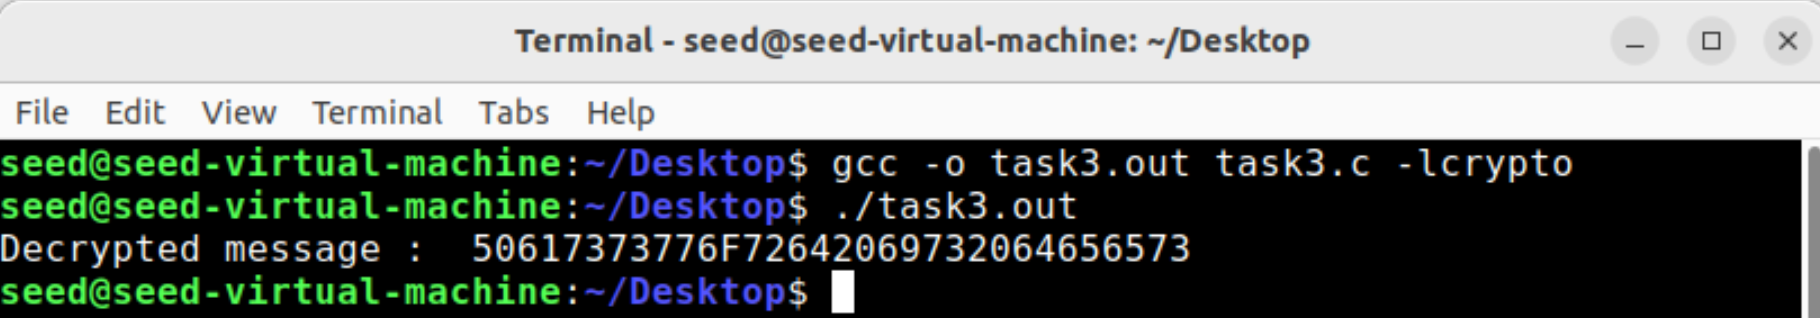 Terminal - seed@seed-virtual-machine: ~/Desktop
File Edit View Terminal Tabs Help
seed@seed-virtual-machine:~/Desktop$ gcc -o task3.out task3.c -lcrypto
seed@seed-virtual-machine:~/Desktop$ ./task3.out
Decrypted message :  50617373776F72642069732064656573
seed@seed-virtual-machine:~/Desktop$